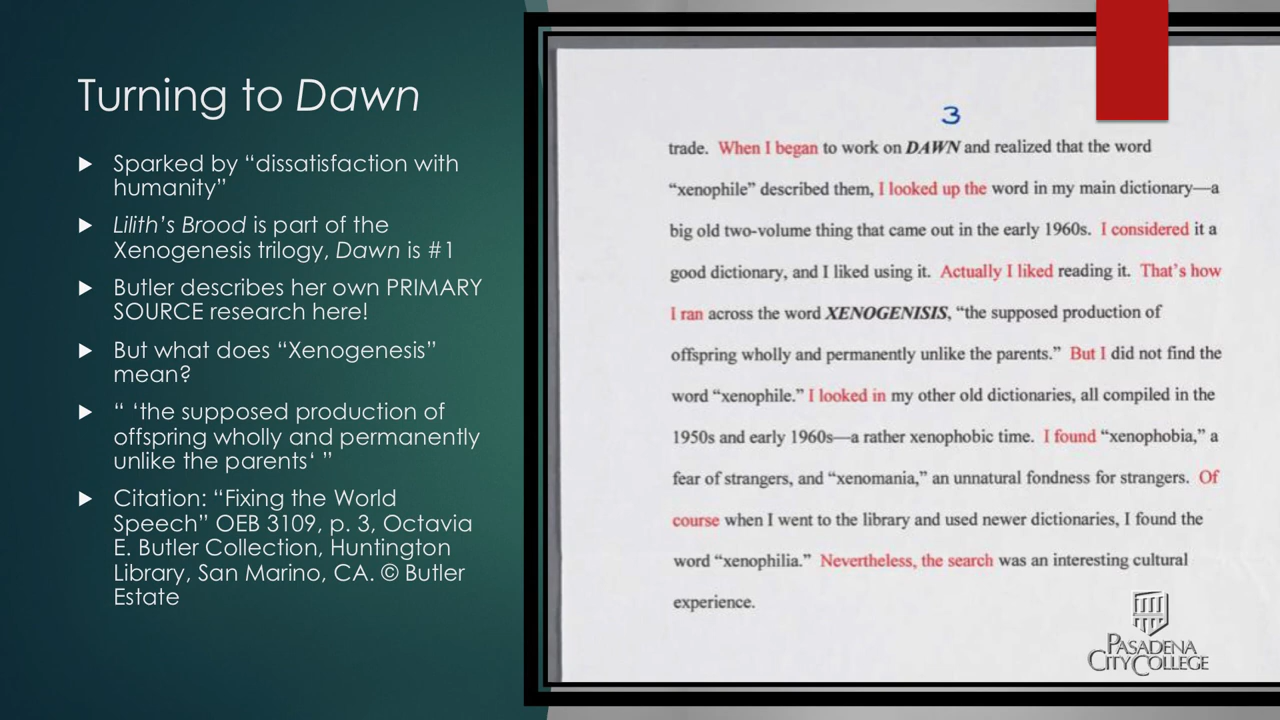 Turning to Dawn
Sparked by “dissatisfaction with
humanity”
Lilith’s Brood is part of the
Xenogenesis trilogy, Dawn is #1
Butler describes her own PRIMARY
SOURCE research here!
But what does “Xenogenesis”
mean?
“ ‘the supposed production of
offspring wholly and permanently
unlike the parents‘ ”
Citation: “Fixing the World
Speech” OEB 3109, p. 3, Octavia
E. Butler Collection, Huntington
Library, San Marino, CA. © Butler
Estate
3
trade. When I began to work on DAWN and realized that the word
“xenophile” described them, I looked up the word in my main dictionary—a
big old two-volume thing that came out in the early 1960s. I considered it a
good dictionary, and I liked using it. Actually I liked reading it. That’s how
I ran across the word XENOGENISIS, “the supposed production of
offspring wholly and permanently unlike the parents.” But I did not find the
word “xenophile.” I looked in my other old dictionaries, all compiled in the
1950s and early 1960s—a rather xenophobic time. I found “xenophobia,” a
fear of strangers, and “xenomania,” an unnatural fondness for strangers. Of
course when I went to the library and used newer dictionaries, I found the
word “xenophilia.” Nevertheless, the search was an interesting cultural
experience.
PASADENA
CITY COLLEGE